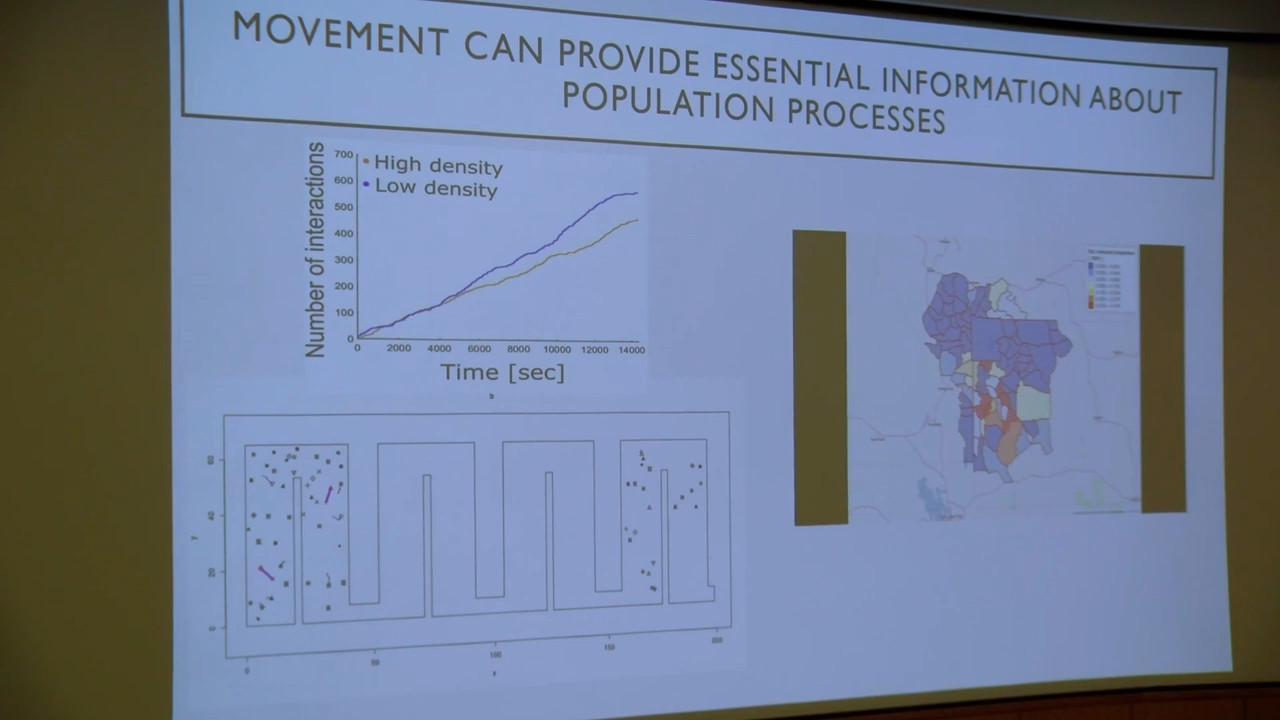 MOVEMENT CAN PROVIDE ESSENTIAL INFORMATION ABOUT
POPULATION PROCESSES
High density
Low density
Number of interactions
700
600
500
400
300
200
100
0
0 2000 4000 6000 8000 10000 12000 14000
Time [sec]
60
40
20
0
y
0 50 100 150 200